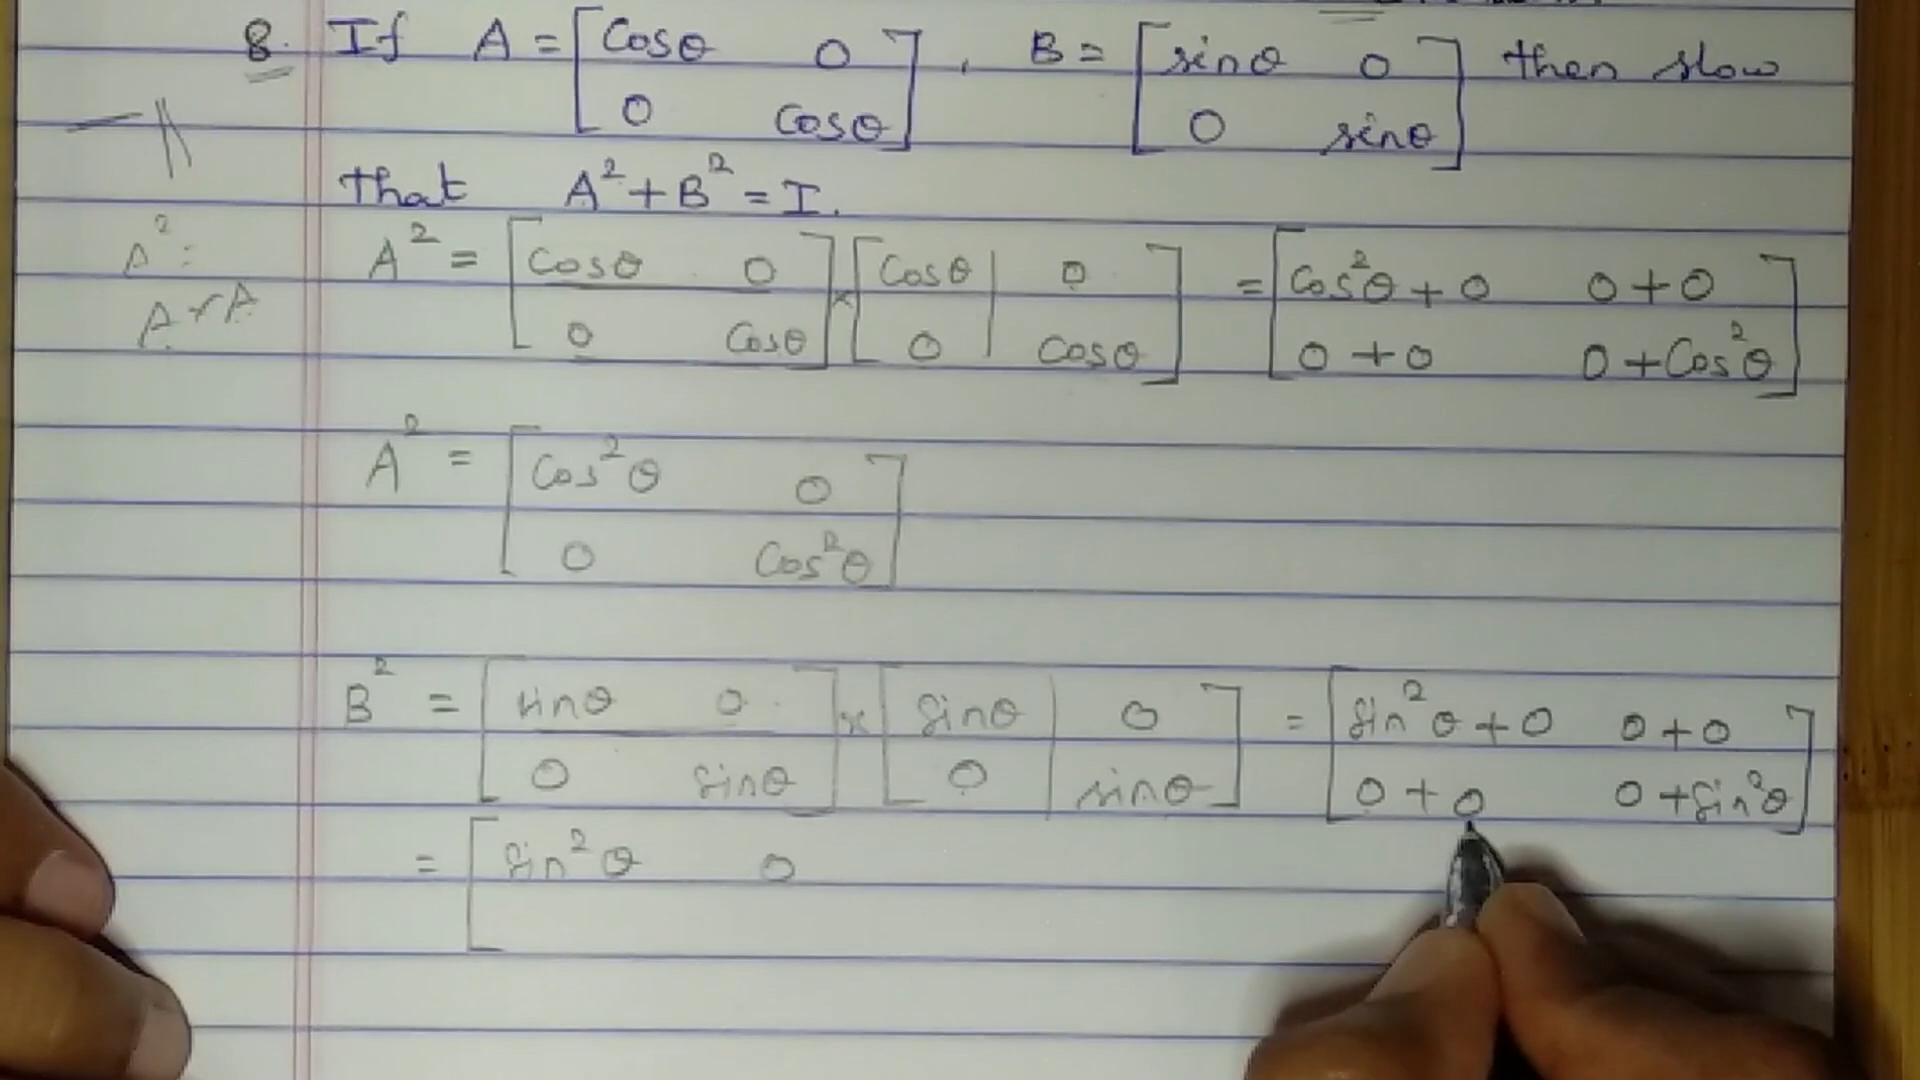 8. If A = [Cosθ 0 , B = [sinθ 0 then slow
0 Cosθ] 0 sinθ]
that A² + B² = I.
A² = A² = [Cosθ 0 × [Cosθ 0 = [Cos²θ + 0 0 + 0
A × A 0 Cosθ] 0 Cosθ] 0 + 0 0 + Cos²θ]
A² = [Cos²θ 0
0 Cos²θ]
B² = [sinθ 0 × [sinθ 0 = [sin²θ + 0 0 + 0
0 sinθ] 0 sinθ] 0 + 0 0 + sin²θ]
= [sin²θ 0